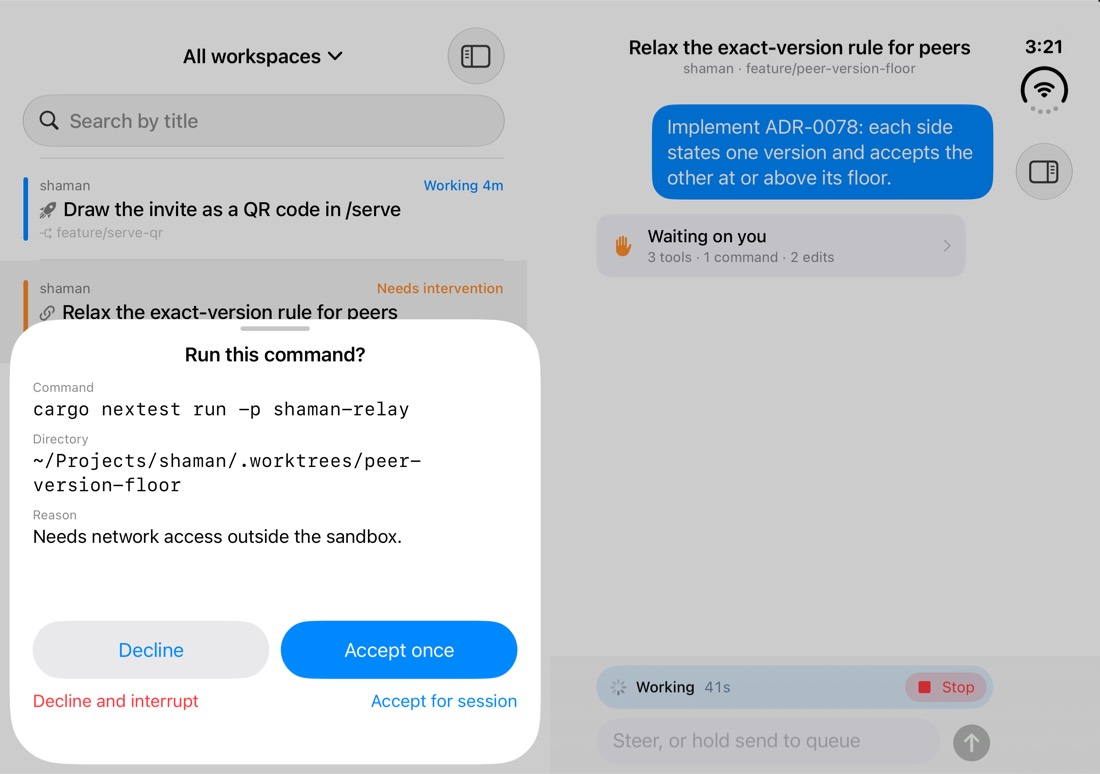 All workspaces
Search by title
shaman
Working 4m
Draw the invite as a QR code in /serve
feature/serve-qr
shaman
Needs intervention
Relax the exact-version rule for peers
Run this command?
Command
cargo nextest run -p shaman-relay
Directory
~/Projects/shaman/.worktrees/peer-
version-floor
Reason
Needs network access outside the sandbox.
Decline
Accept once
Decline and interrupt
Accept for session
Relax the exact-version rule for peers
shaman · feature/peer-version-floor
3:21
Implement ADR-0078: each side
states one version and accepts the
other at or above its floor.
Waiting on you
3 tools · 1 command · 2 edits
Working 41s
Stop
Steer, or hold send to queue